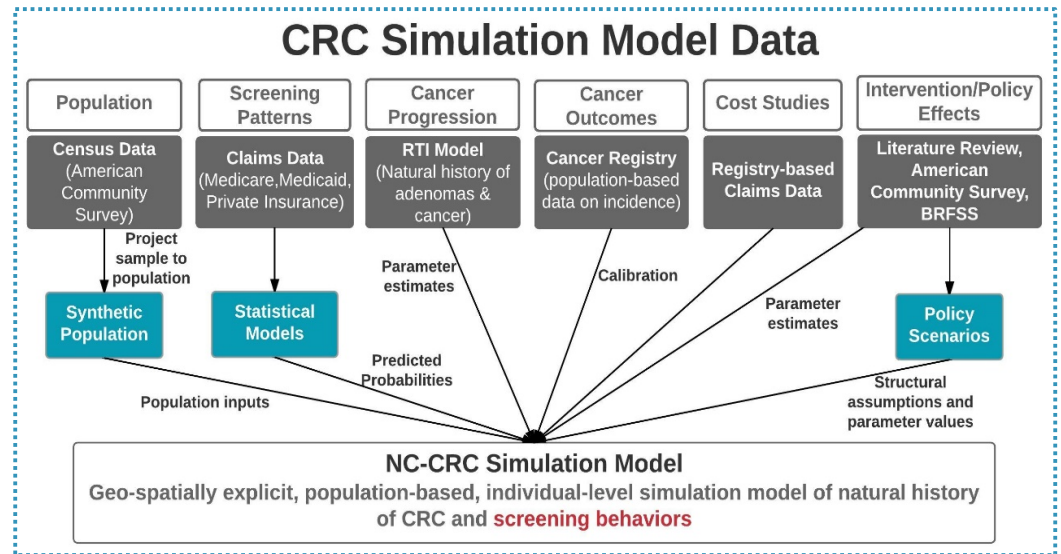 CRC Simulation Model Data
Population
Screening
Patterns
Cancer
Progression
Cancer
Outcomes
Cost Studies
Intervention/Policy
Effects
Census Data
(American
Community
Survey)
Claims Data
(Medicare,Medicaid,
Private Insurance)
RTI Model
(Natural history of
adenomas &
cancer)
Cancer Registry
(population-based
data on incidence)
Registry-based
Claims Data
Literature Review,
American
Community Survey,
BRFSS
Project
sample to
population
Parameter
estimates
Calibration
Parameter
estimates
Synthetic
Population
Statistical
Models
Policy
Scenarios
Population inputs
Predicted
Probabilities
Structural
assumptions and
parameter values
NC-CRC Simulation Model
Geo-spatially explicit, population-based, individual-level simulation model of natural history
of CRC and screening behaviors